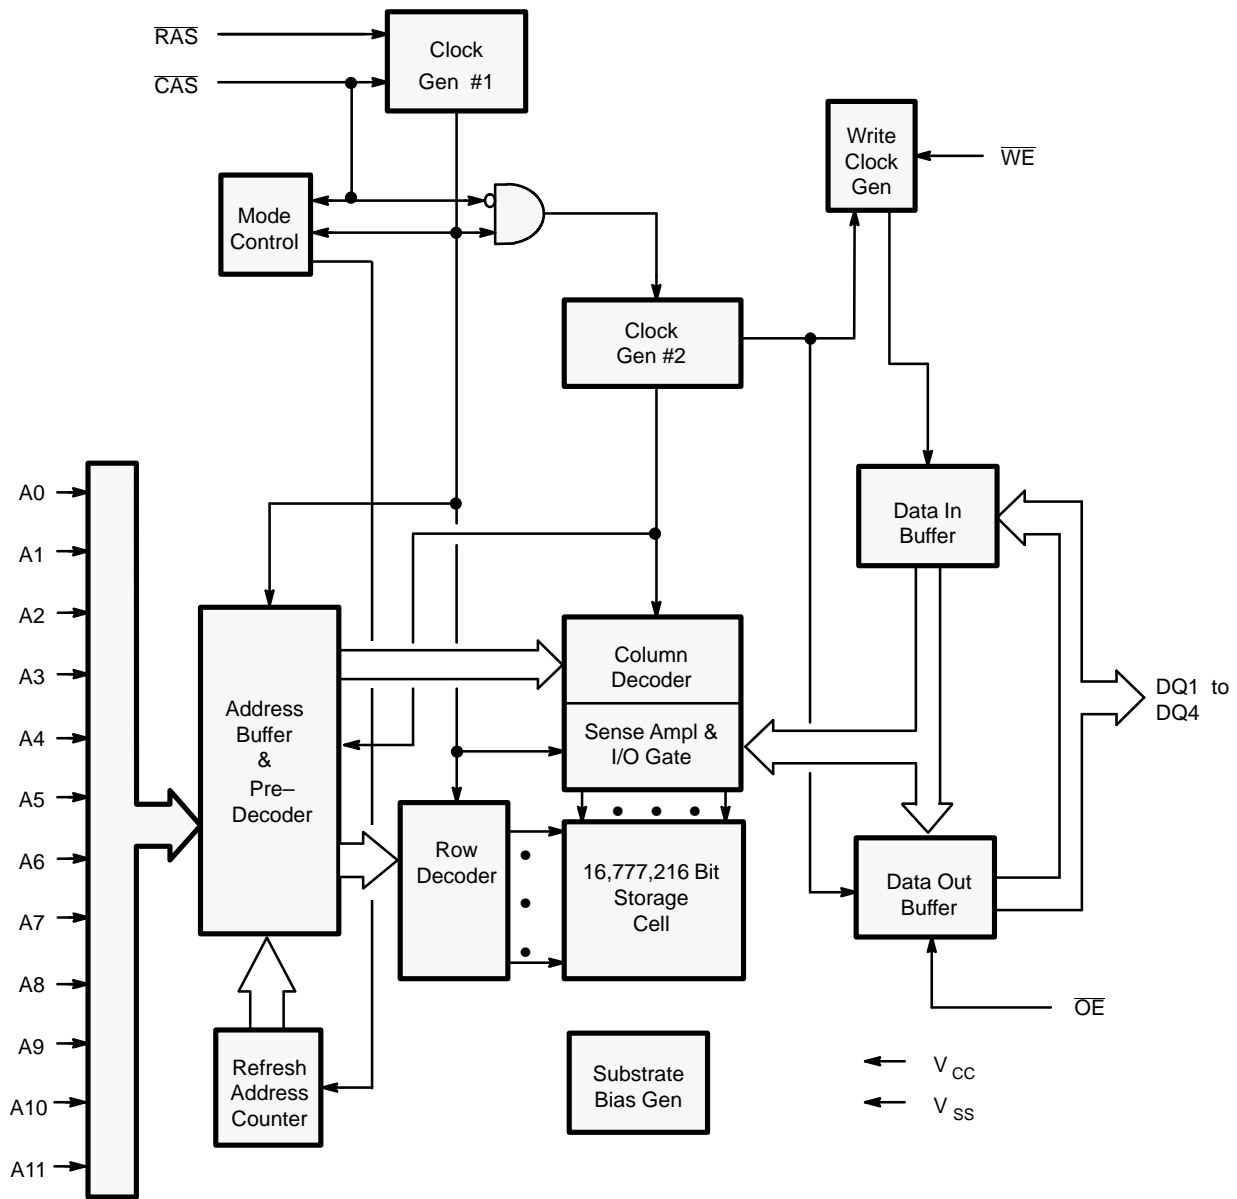 RAS
CAS
Clock
Gen #1
Write
Clock
Gen
WE
Mode
Control
Clock
Gen #2
A0
A1
A2
A3
A4
A5
A6
A7
A8
A9
A10
A11
Address
Buffer
&
Pre–
Decoder
Column
Decoder
Sense Ampl &
I/O Gate
Data In
Buffer
DQ1 to
DQ4
Row
Decoder
16,777,216 Bit
Storage
Cell
Data Out
Buffer
OE
Refresh
Address
Counter
Substrate
Bias Gen
V CC
V SS